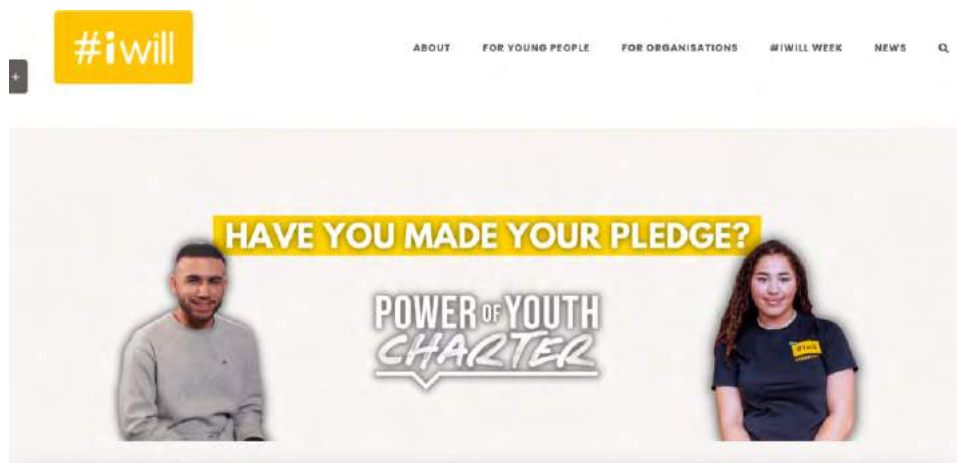 #iwill
ABOUT FOR YOUNG PEOPLE FOR ORGANISATIONS #IWILL WEEK NEWS
+
HAVE YOU MADE YOUR PLEDGE?
POWER OF YOUTH
CHARTER
#iwill